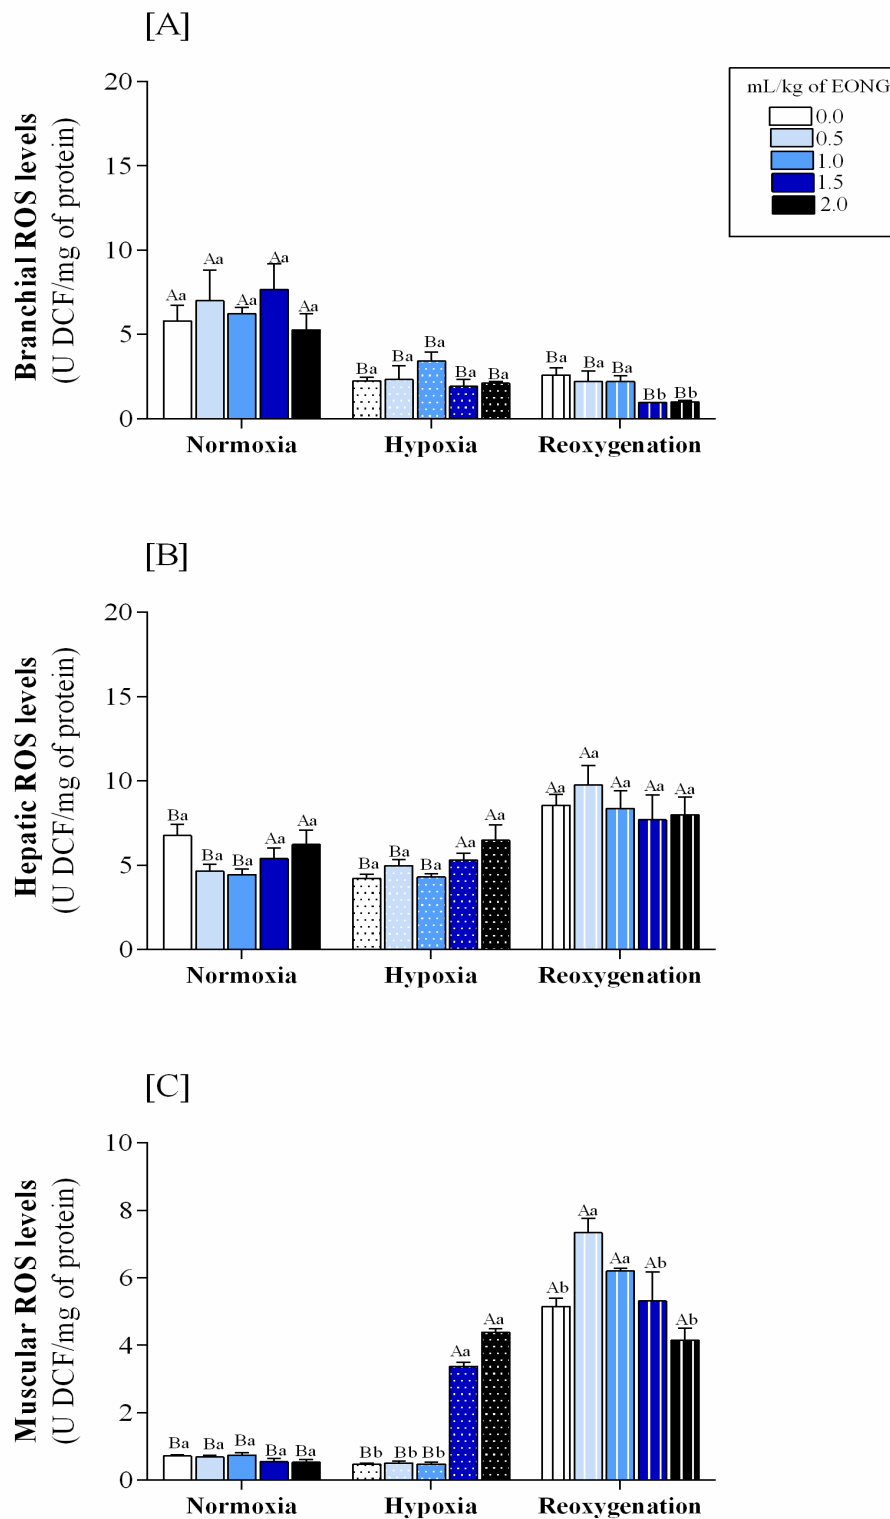 [A]
mL/kg of EONG
0.0
0.5
1.0
1.5
2.0
Branchial ROS levels
(U DCF/mg of protein)
20
15
10
5
0
Aa Aa Aa Aa Aa
Ba Ba Ba Ba Ba
Ba Ba Ba Bb Bb
Normoxia Hypoxia Reoxygenation
[B]
Hepatic ROS levels
(U DCF/mg of protein)
20
15
10
5
0
Ba Ba Ba Aa Aa
Ba Ba Ba Aa Aa
Aa Aa Aa Aa Aa
Normoxia Hypoxia Reoxygenation
[C]
Muscular ROS levels
(U DCF/mg of protein)
10
8
6
4
2
0
Ba Ba Ba Ba Ba
Bb Bb Bb Aa Aa
Ab Aa Aa Ab Ab
Normoxia Hypoxia Reoxygenation